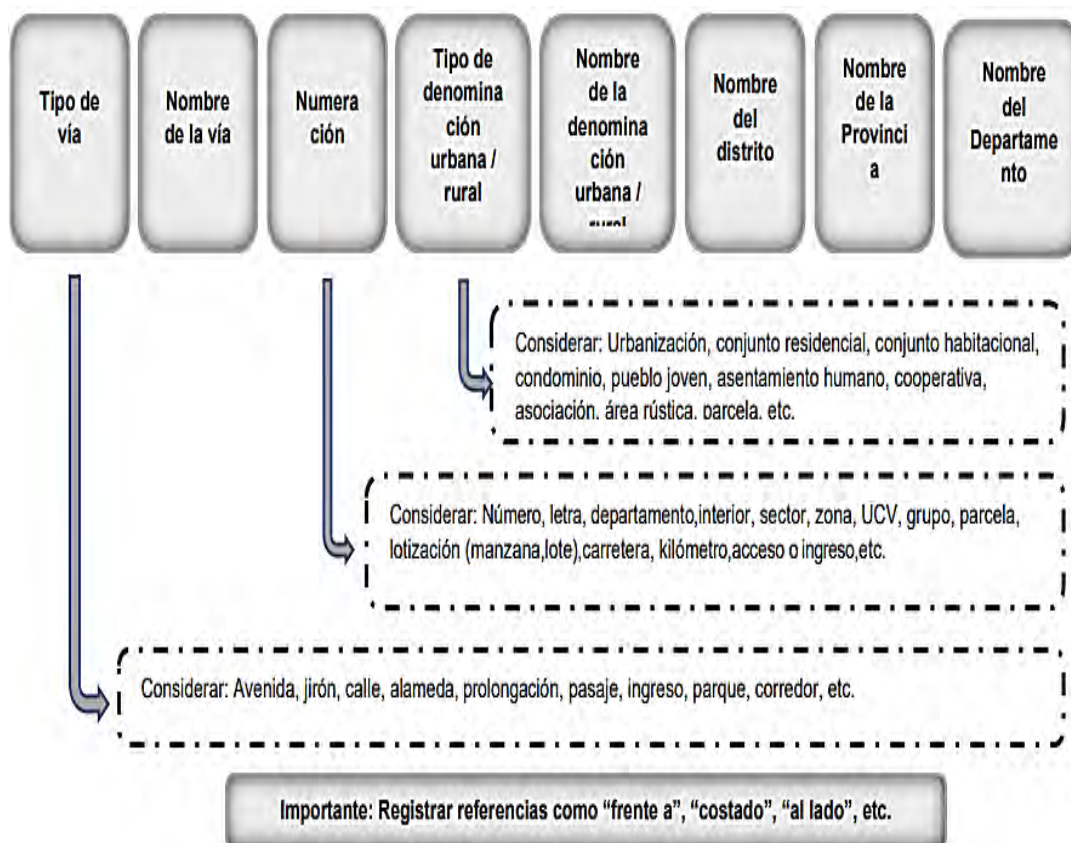 Tipo de
vía
Nombre
de la vía
Numera
ción
Tipo de
denomina
ción
urbana /
rural
Nombre
de la
denomina
ción
urbana /
rural
Nombre
del
distrito
Nombre
de la
Provinci
a
Nombre
del
Departame
nto
Considerar: Urbanización, conjunto residencial, conjunto habitacional,
condominio, pueblo joven, asentamiento humano, cooperativa,
asociación, área rústica, parcela, etc.
Considerar: Número, letra, departamento,interior, sector, zona, UCV, grupo, parcela,
lotización (manzana,lote),carretera, kilómetro,acceso o ingreso,etc.
Considerar: Avenida, jirón, calle, alameda, prolongación, pasaje, ingreso, parque, corredor, etc.
Importante: Registrar referencias como “frente a”, “costado”, “al lado”, etc.